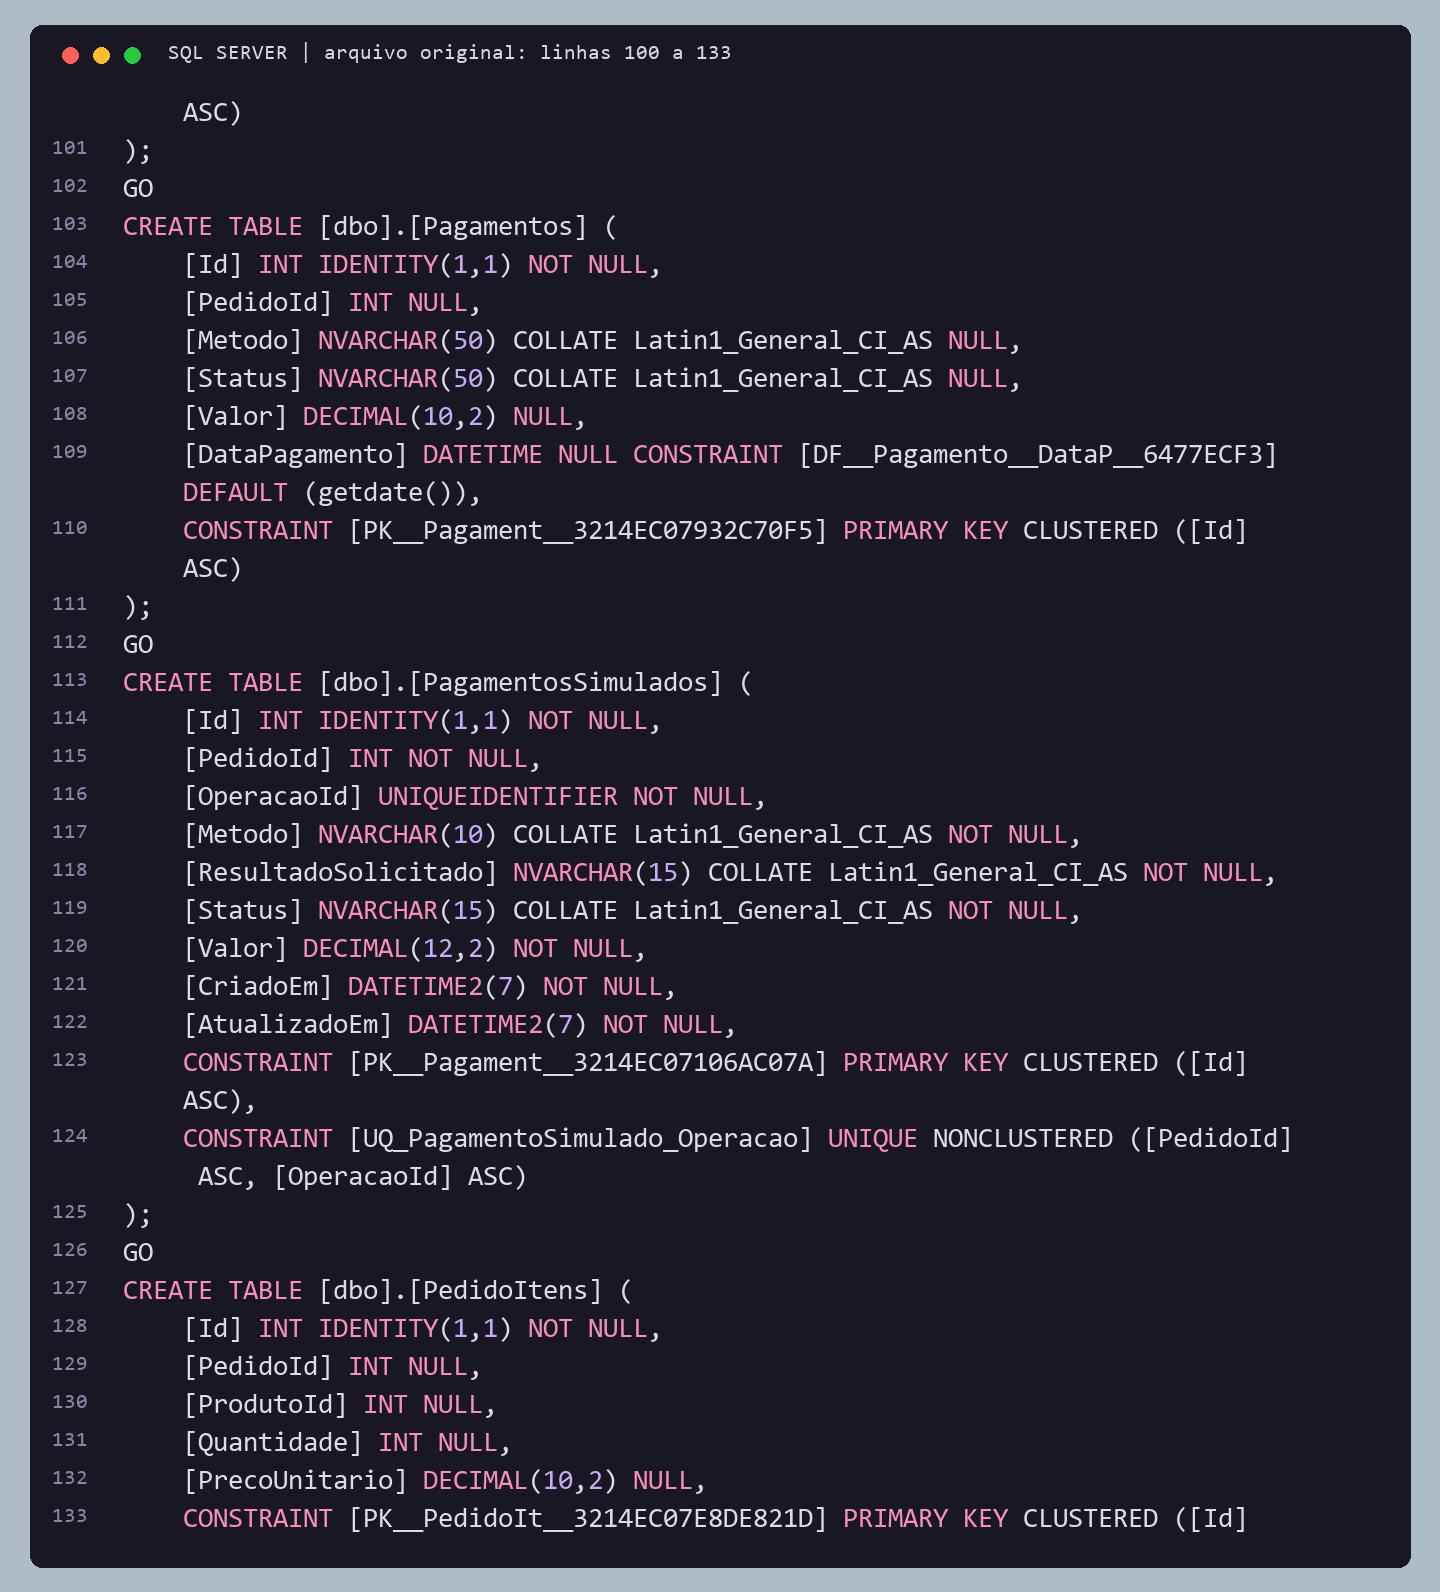 SQL SERVER | arquivo original: linhas 100 a 133
ASC)
101 );
102 GO
103 CREATE TABLE [dbo].[Pagamentos] (
104 [Id] INT IDENTITY(1,1) NOT NULL,
105 [PedidoId] INT NULL,
106 [Metodo] NVARCHAR(50) COLLATE Latin1_General_CI_AS NULL,
107 [Status] NVARCHAR(50) COLLATE Latin1_General_CI_AS NULL,
108 [Valor] DECIMAL(10,2) NULL,
109 [DataPagamento] DATETIME NULL CONSTRAINT [DF__Pagamento__DataP__6477ECF3]
DEFAULT (getdate()),
110 CONSTRAINT [PK__Pagament__3214EC07932C70F5] PRIMARY KEY CLUSTERED ([Id]
ASC)
111 );
112 GO
113 CREATE TABLE [dbo].[PagamentosSimulados] (
114 [Id] INT IDENTITY(1,1) NOT NULL,
115 [PedidoId] INT NOT NULL,
116 [OperacaoId] UNIQUEIDENTIFIER NOT NULL,
117 [Metodo] NVARCHAR(10) COLLATE Latin1_General_CI_AS NOT NULL,
118 [ResultadoSolicitado] NVARCHAR(15) COLLATE Latin1_General_CI_AS NOT NULL,
119 [Status] NVARCHAR(15) COLLATE Latin1_General_CI_AS NOT NULL,
120 [Valor] DECIMAL(12,2) NOT NULL,
121 [CriadoEm] DATETIME2(7) NOT NULL,
122 [AtualizadoEm] DATETIME2(7) NOT NULL,
123 CONSTRAINT [PK__Pagament__3214EC07106AC07A] PRIMARY KEY CLUSTERED ([Id]
ASC),
124 CONSTRAINT [UQ_PagamentoSimulado_Operacao] UNIQUE NONCLUSTERED ([PedidoId]
ASC, [OperacaoId] ASC)
125 );
126 GO
127 CREATE TABLE [dbo].[PedidoItens] (
128 [Id] INT IDENTITY(1,1) NOT NULL,
129 [PedidoId] INT NULL,
130 [ProdutoId] INT NULL,
131 [Quantidade] INT NULL,
132 [PrecoUnitario] DECIMAL(10,2) NULL,
133 CONSTRAINT [PK__PedidoIt__3214EC07E8DE821D] PRIMARY KEY CLUSTERED ([Id]